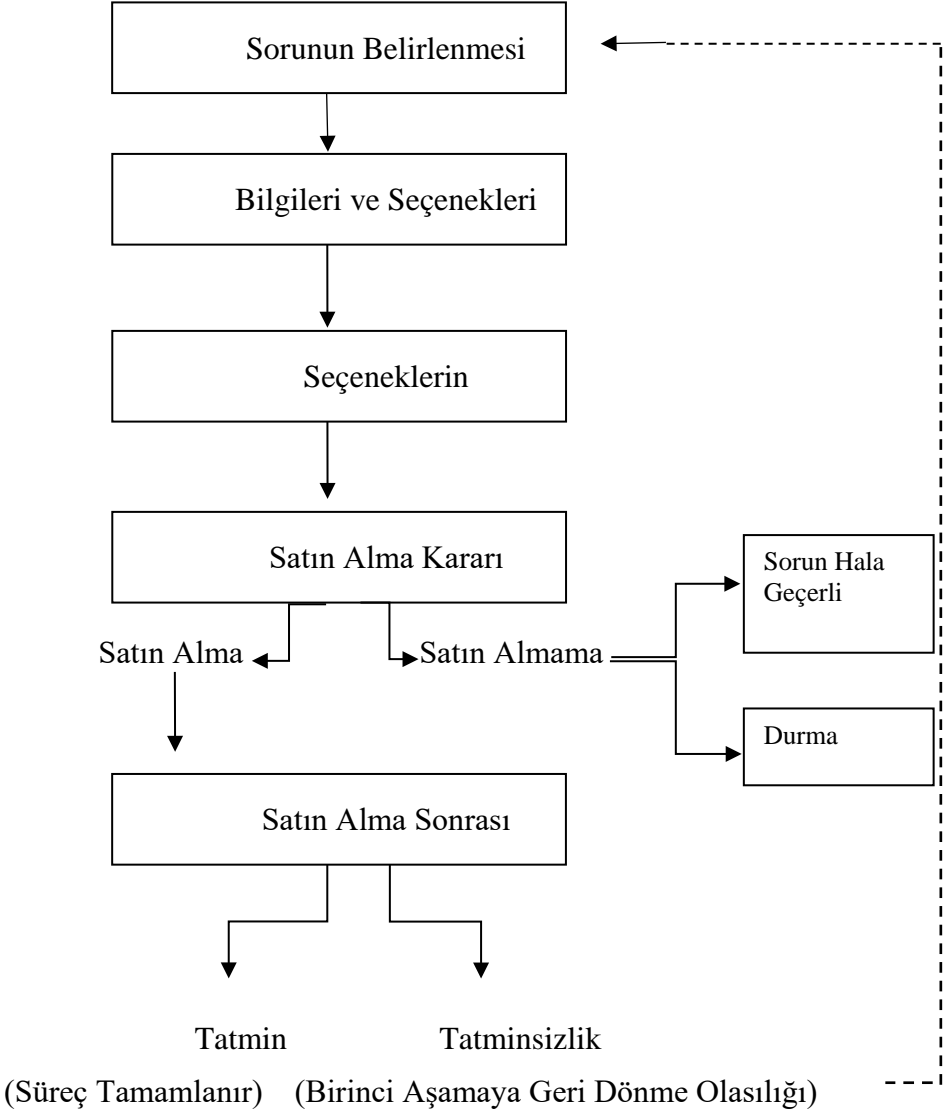 Sorunun Belirlenmesi
Bilgileri ve Seçenekleri
Seçeneklerin
Satın Alma Kararı
Sorun Hala
Geçerli
Satın Alma
Satın Almama
Durma
Satın Alma Sonrası
Tatmin
Tatminsizlik
(Süreç Tamamlanır)
(Birinci Aşamaya Geri Dönme Olasılığı)